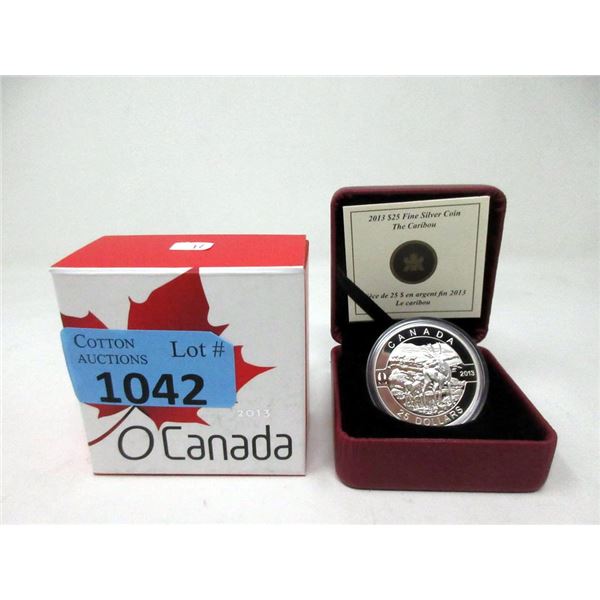 COTTON
AUCTIONS
Lot #
1042
2013
O Canada
2013 $25 Fine Silver Coin
The Caribou
ce de 25 $ en argent fin 2013
Le caribou
CANADA
2013
25 DOLLARS